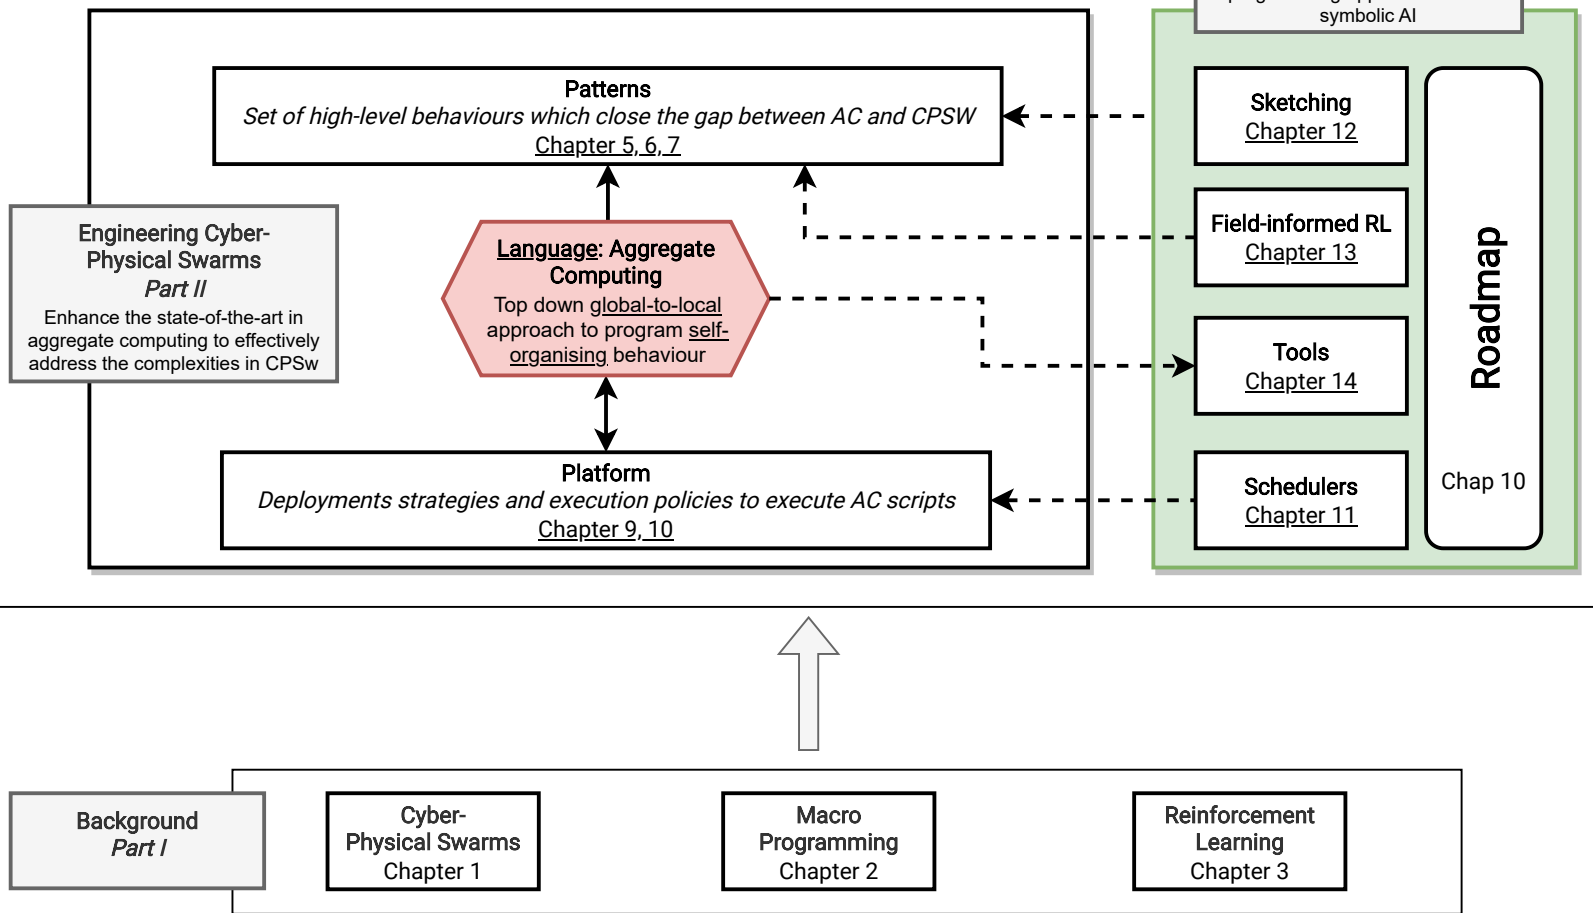 symbolic AI
Patterns
Set of high-level behaviours which close the gap between AC and CPSW
Chapter 5, 6, 7
Sketching
Chapter 12
Field-informed RL
Chapter 13
Engineering Cyber-
Physical Swarms
Part II
Enhance the state-of-the-art in
aggregate computing to effectively
address the complexities in CPSw
Language: Aggregate
Computing
Top down global-to-local
approach to program self-
organising behaviour
Tools
Chapter 14
Roadmap
Chap 10
Platform
Deployments strategies and execution policies to execute AC scripts
Chapter 9, 10
Schedulers
Chapter 11
Background
Part I
Cyber-
Physical Swarms
Chapter 1
Macro
Programming
Chapter 2
Reinforcement
Learning
Chapter 3